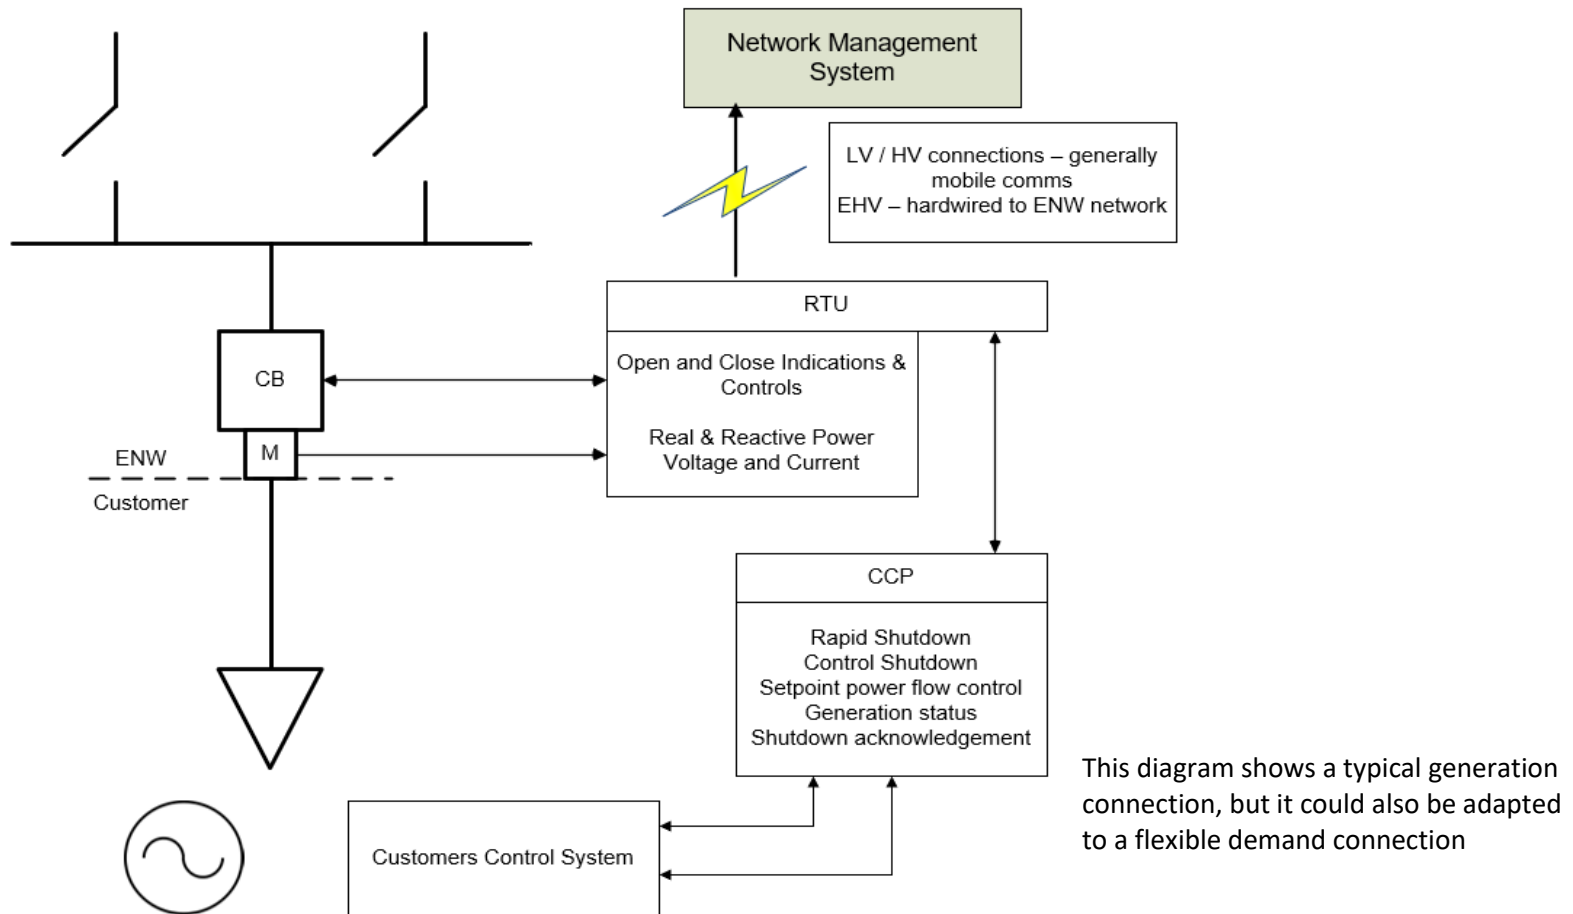 Network Management
System
LV / HV connections – generally
mobile comms
EHV – hardwired to ENW network
RTU
Open and Close Indications &
Controls
CB
Real & Reactive Power
Voltage and Current
M
ENW
Customer
CCP
Rapid Shutdown
Control Shutdown
Setpoint power flow control
Generation status
Shutdown acknowledgement
This diagram shows a typical generation
connection, but it could also be adapted
to a flexible demand connection
Customers Control System